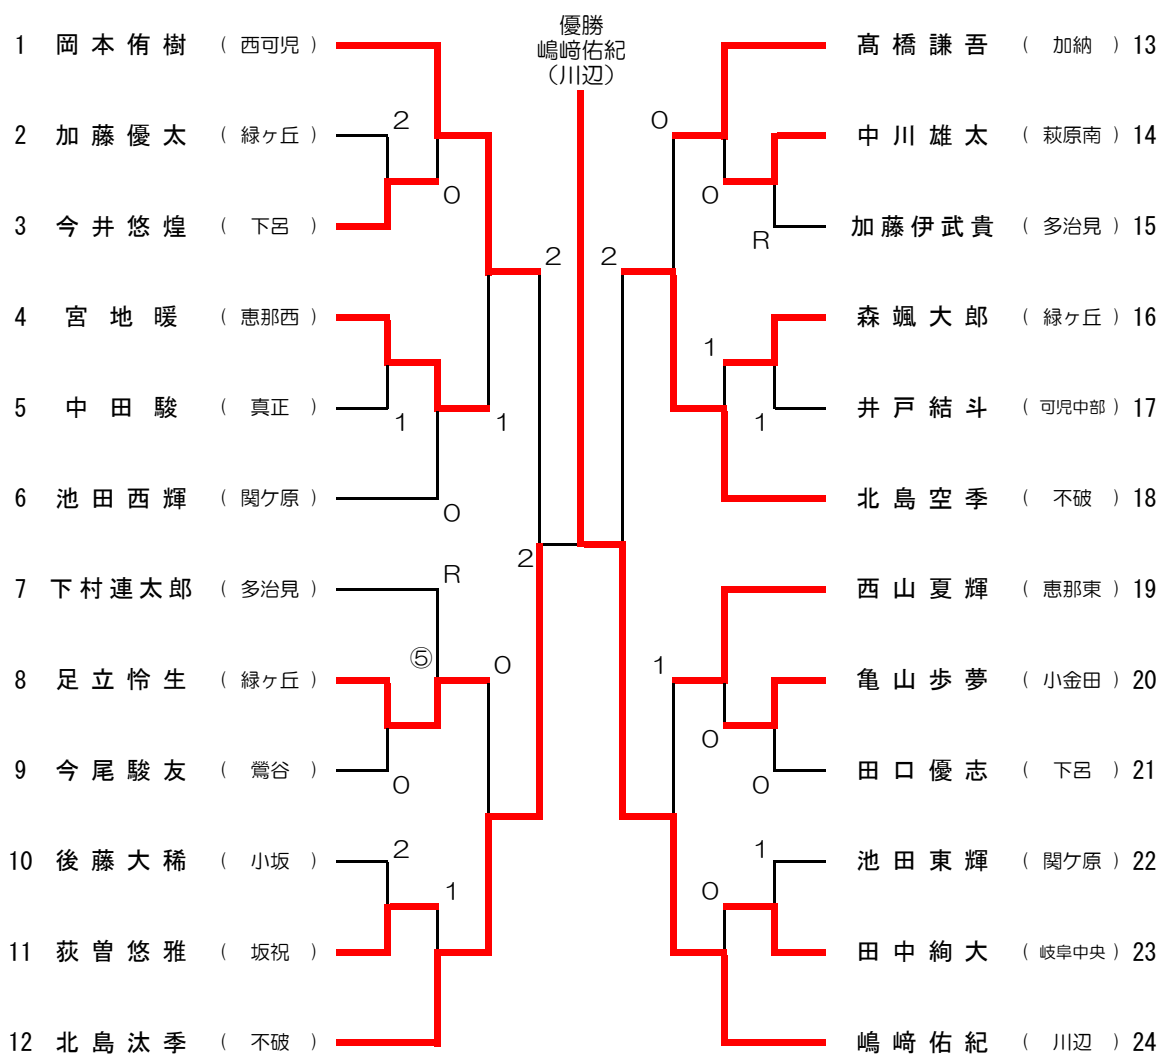 優勝
嶋﨑佑紀
（川辺）
1 岡本侑樹 （西可児）
2 加藤優太 （緑ヶ丘）
2
3 今井悠煌 （下呂）
0
4 宮地暖 （恵那西）
5 中田駿 （真正）
1
1
6 池田西輝 （関ケ原）
0
2
7 下村連太郎 （多治見）
R
8 足立怜生 （緑ヶ丘）
⑤
0
9 今尾駿友 （鶯谷）
0
10 後藤大稀 （小坂）
2
11 荻曽悠雅 （坂祝）
1
12 北島汰季 （不破）
2
髙橋謙吾 （加納） 13
0
中川雄太 （萩原南） 14
0
加藤伊武貴 （多治見） 15
R
2
森颯大郎 （緑ヶ丘） 16
1
井戸結斗 （可児中部） 17
1
北島空季 （不破） 18
西山夏輝 （恵那東） 19
1
亀山歩夢 （小金田） 20
0
田口優志 （下呂） 21
0
池田東輝 （関ケ原） 22
1
0
田中絢大 （岐阜中央） 23
嶋﨑佑紀 （川辺） 24